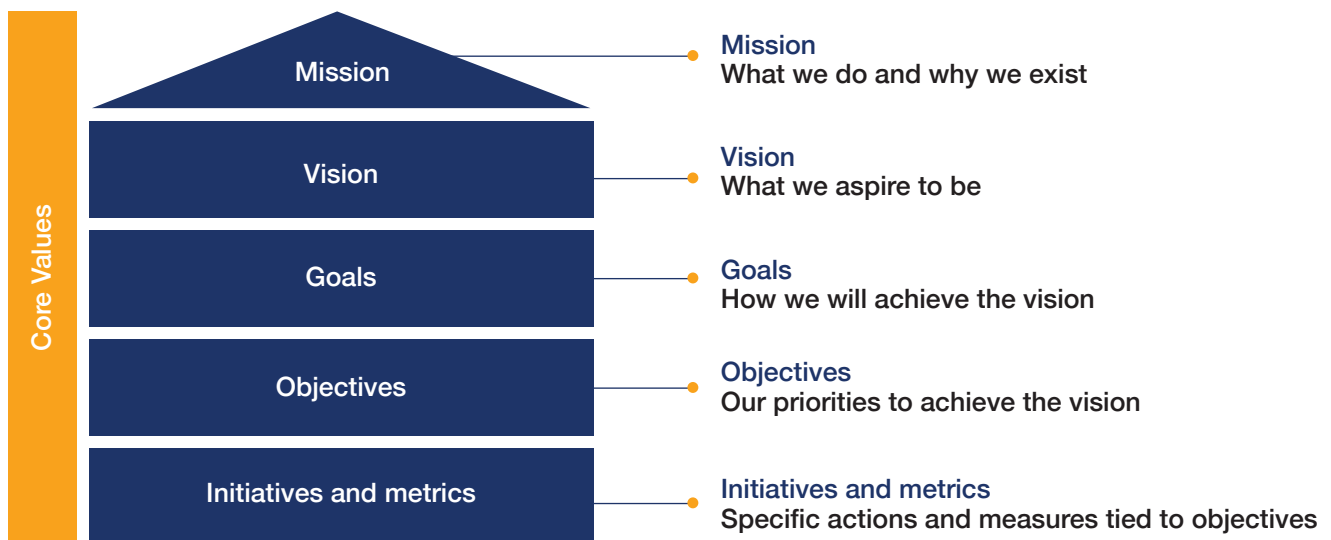 Core Values
Mission
Vision
Goals
Objectives
Initiatives and metrics
Mission
What we do and why we exist
Vision
What we aspire to be
Goals
How we will achieve the vision
Objectives
Our priorities to achieve the vision
Initiatives and metrics
Specific actions and measures tied to objectives